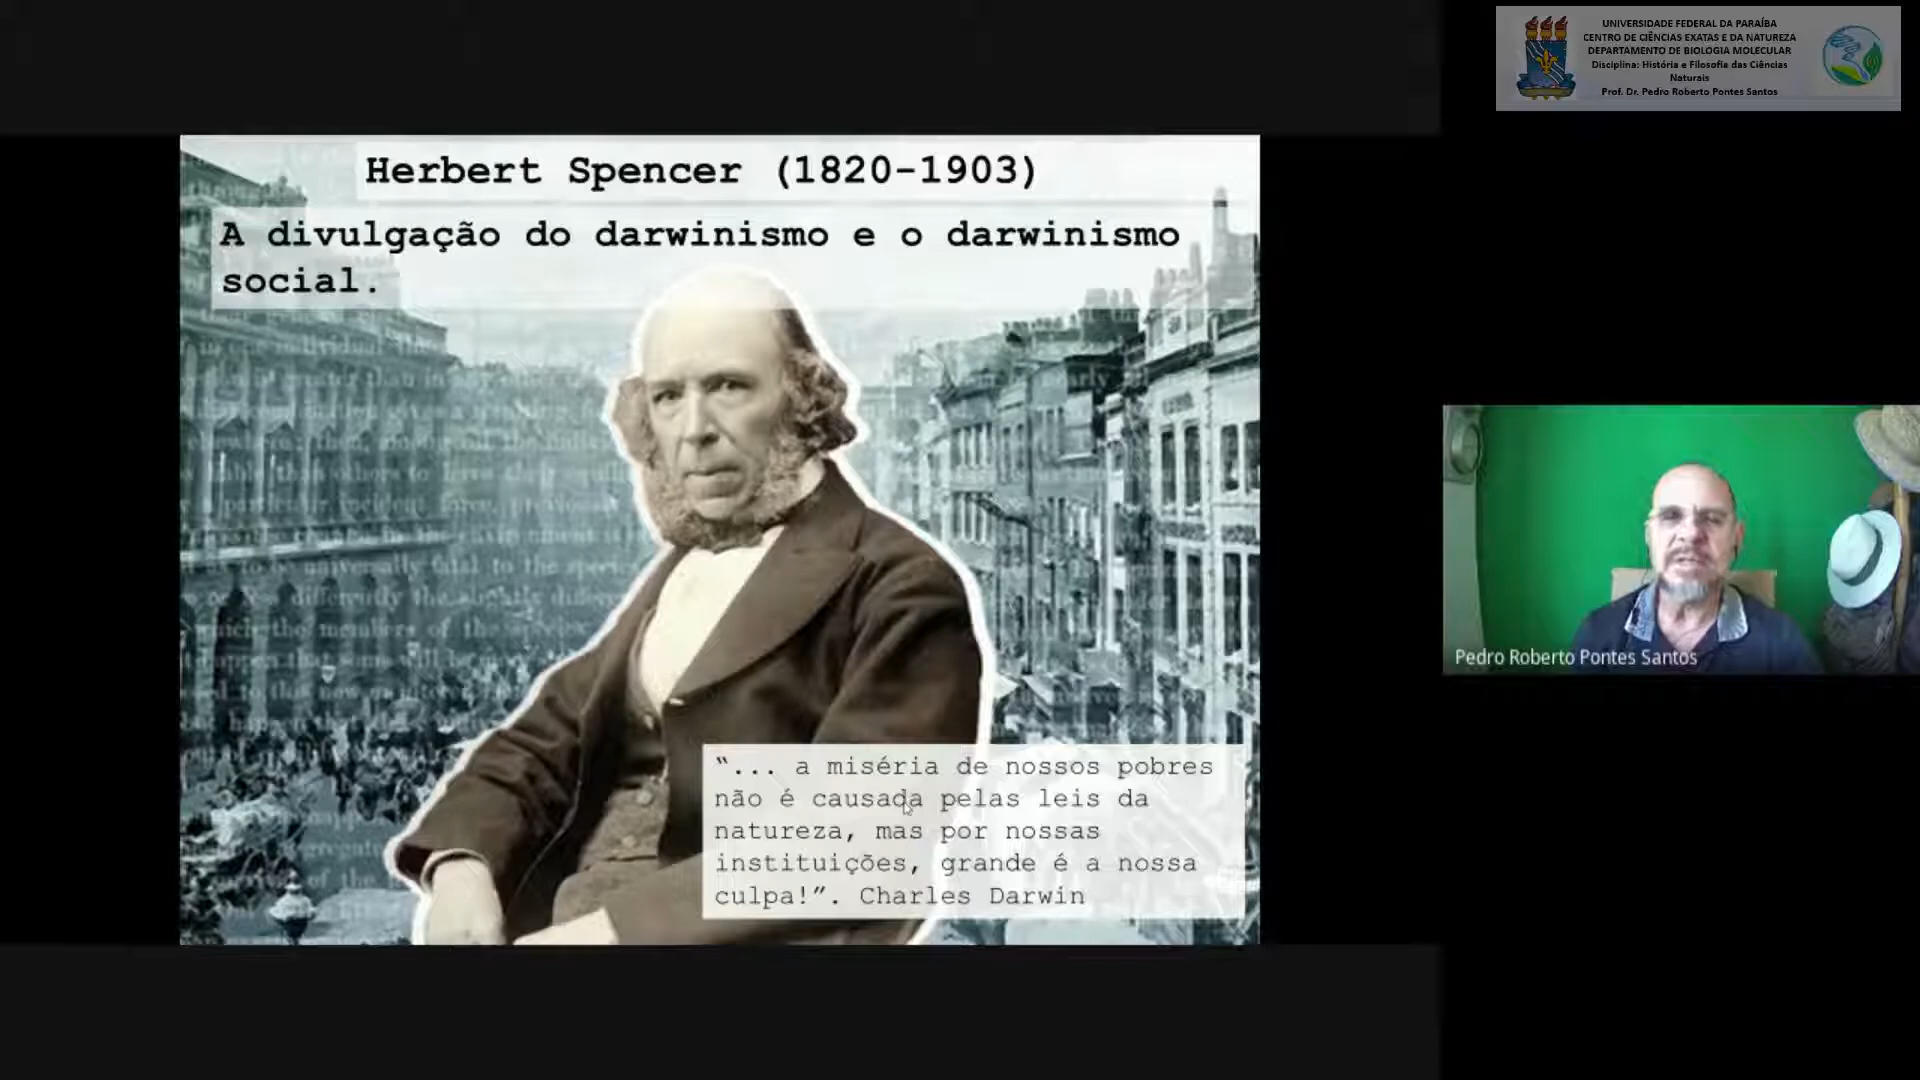 UNIVERSIDADE FEDERAL DA PARAÍBA
CENTRO DE CIÊNCIAS EXATAS E DA NATUREZA
DEPARTAMENTO DE BIOLOGIA MOLECULAR
Disciplina: História e Filosofia das Ciências
Naturais
Prof. Dr. Pedro Roberto Pontes Santos
Herbert Spencer (1820-1903)
A divulgação do darwinismo e o darwinismo
social.
“... a miséria de nossos pobres
não é causada pelas leis da
natureza, mas por nossas
instituições, grande é a nossa
culpa!”. Charles Darwin
Pedro Roberto Pontes Santos